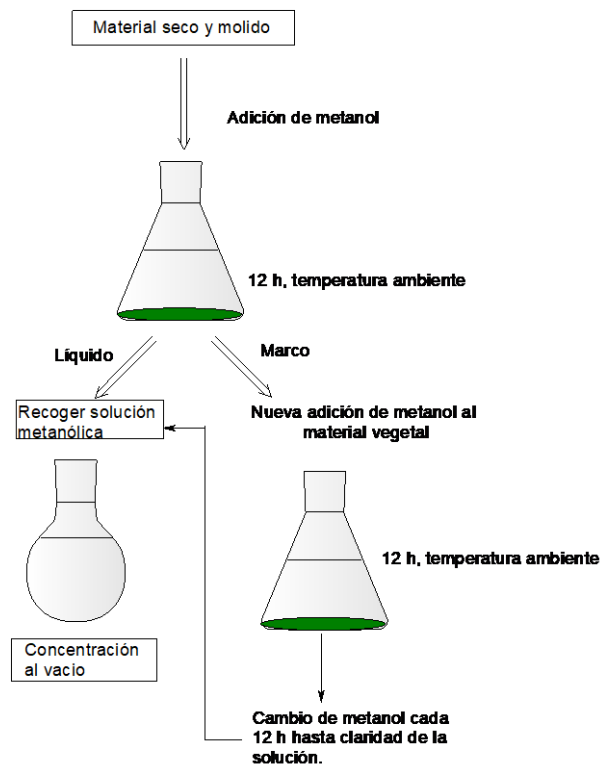 Material seco y molido
Adición de metanol
12 h, temperatura ambiente
Líquido
Marco
Recoger solución
metanólica
Nueva adición de metanol al
material vegetal
12 h, temperatura ambiente
Concentración
al vacio
Cambio de metanol cada
12 h hasta claridad de la
solución.